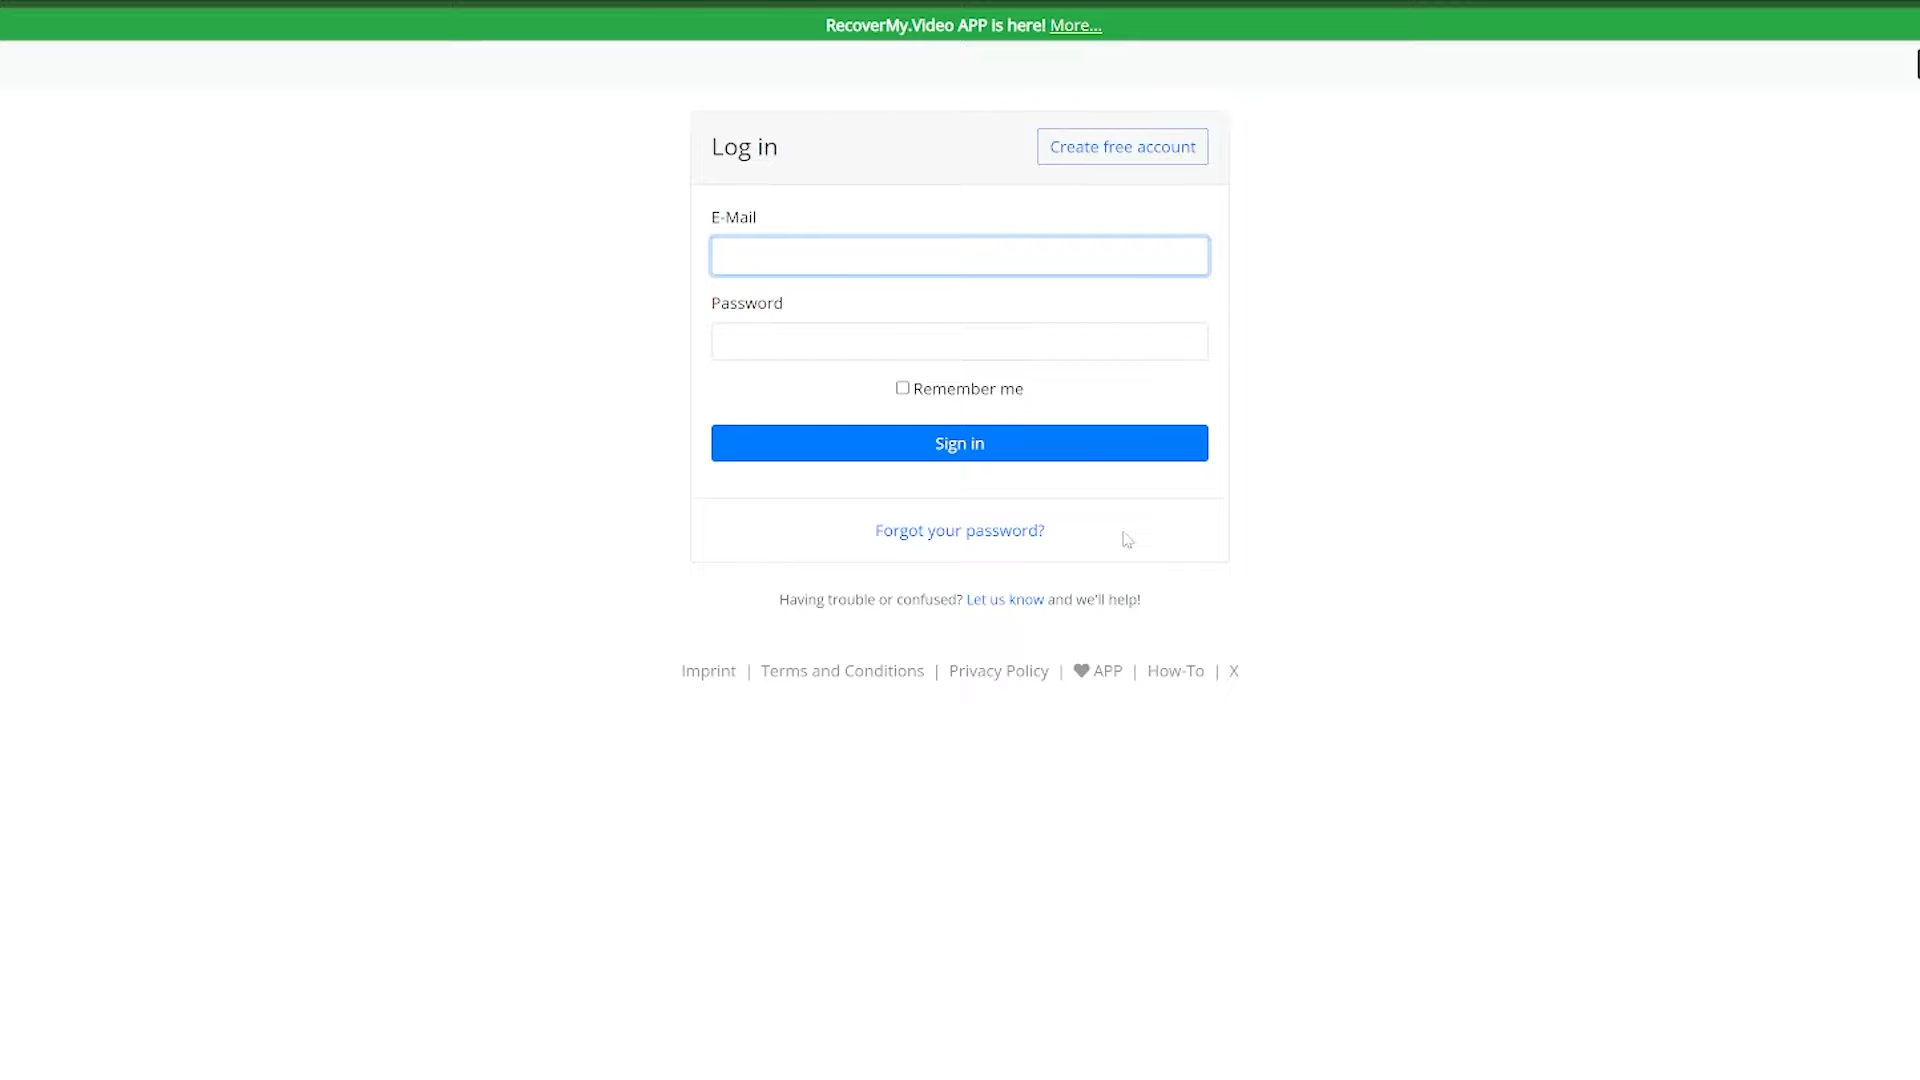 RecoverMy.Video APP is here! More...
Log in
Create free account
E-Mail
Password
Remember me
Sign in
Forgot your password?
Having trouble or confused? Let us know and we'll help!
Imprint | Terms and Conditions | Privacy Policy | APP | How-To | X